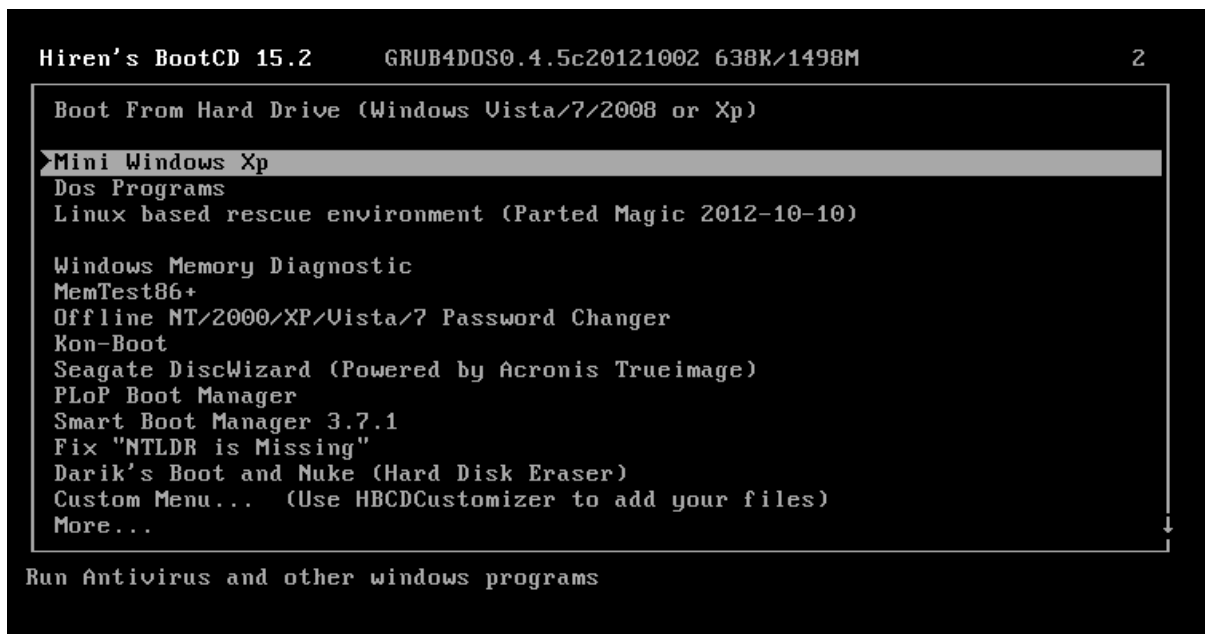 Hiren's BootCD 15.2 GRUB4DOS0.4.5c20121002 638K/1498M 2
Boot From Hard Drive (Windows Vista/7/2008 or Xp)
Mini Windows Xp
Dos Programs
Linux based rescue environment (Parted Magic 2012-10-10)
Windows Memory Diagnostic
MemTest86+
Offline NT/2000/XP/Vista/7 Password Changer
Kon-Boot
Seagate DiscWizard (Powered by Acronis Trueimage)
PLoP Boot Manager
Smart Boot Manager 3.7.1
Fix "NTLDR is Missing"
Darik's Boot and Nuke (Hard Disk Eraser)
Custom Menu... (Use HBCDCustomizer to add your files)
More...
Run Antivirus and other windows programs